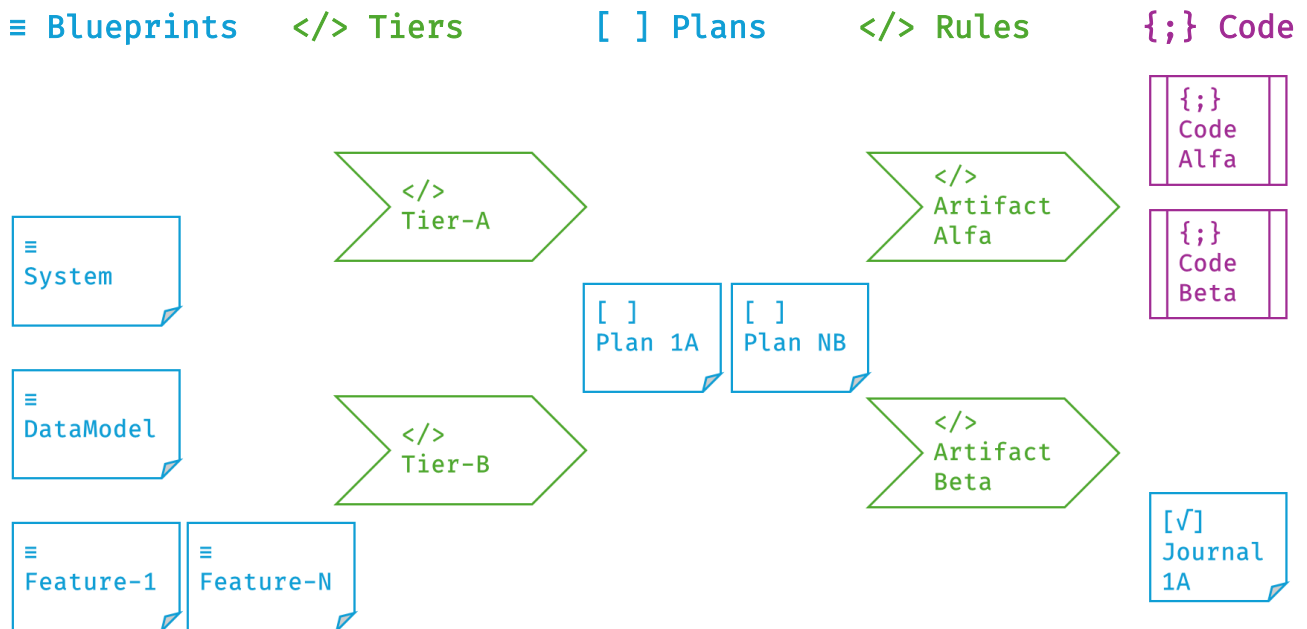 ≡ Blueprints
</> Tiers
[ ] Plans
</> Rules
{;} Code
≡
System
≡
DataModel
≡
Feature-1
≡
Feature-N
</>
Tier-A
</>
Tier-B
[ ]
Plan 1A
[ ]
Plan NB
</>
Artifact
Alfa
</>
Artifact
Beta
{;}
Code
Alfa
{;}
Code
Beta
[√]
Journal
1A